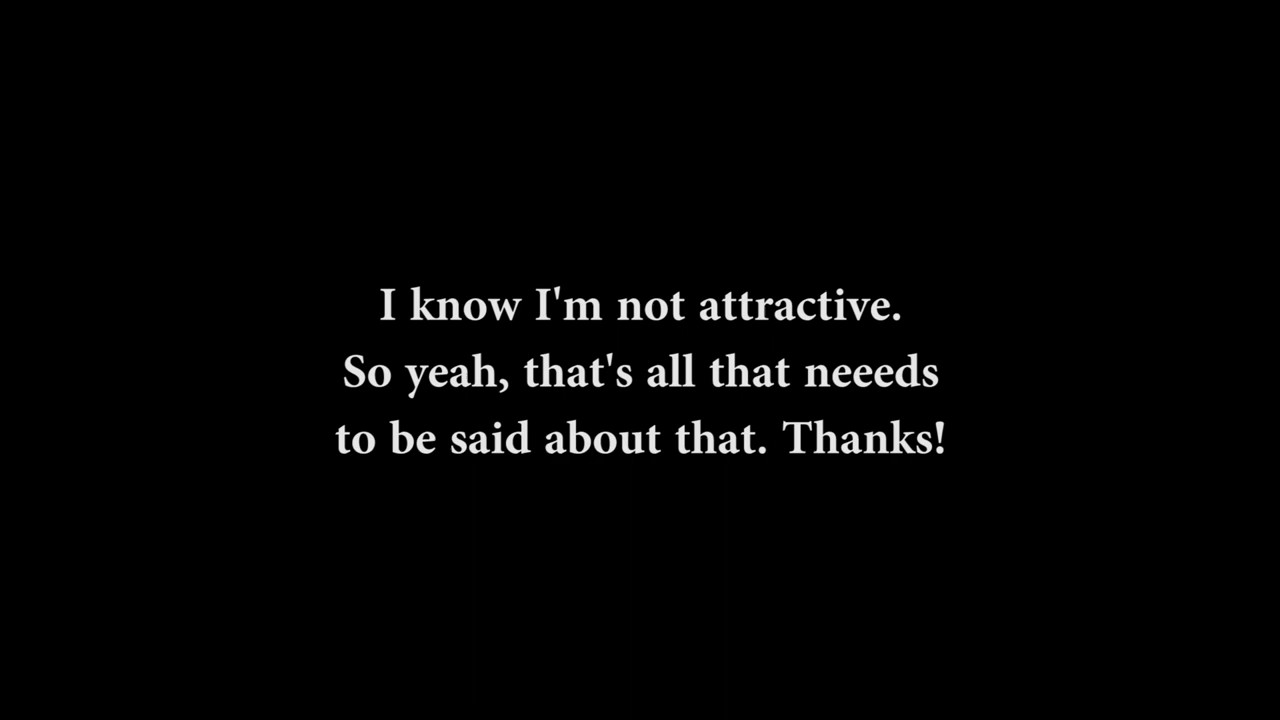 I know I'm not attractive.
So yeah, that's all that neeeds
to be said about that. Thanks!